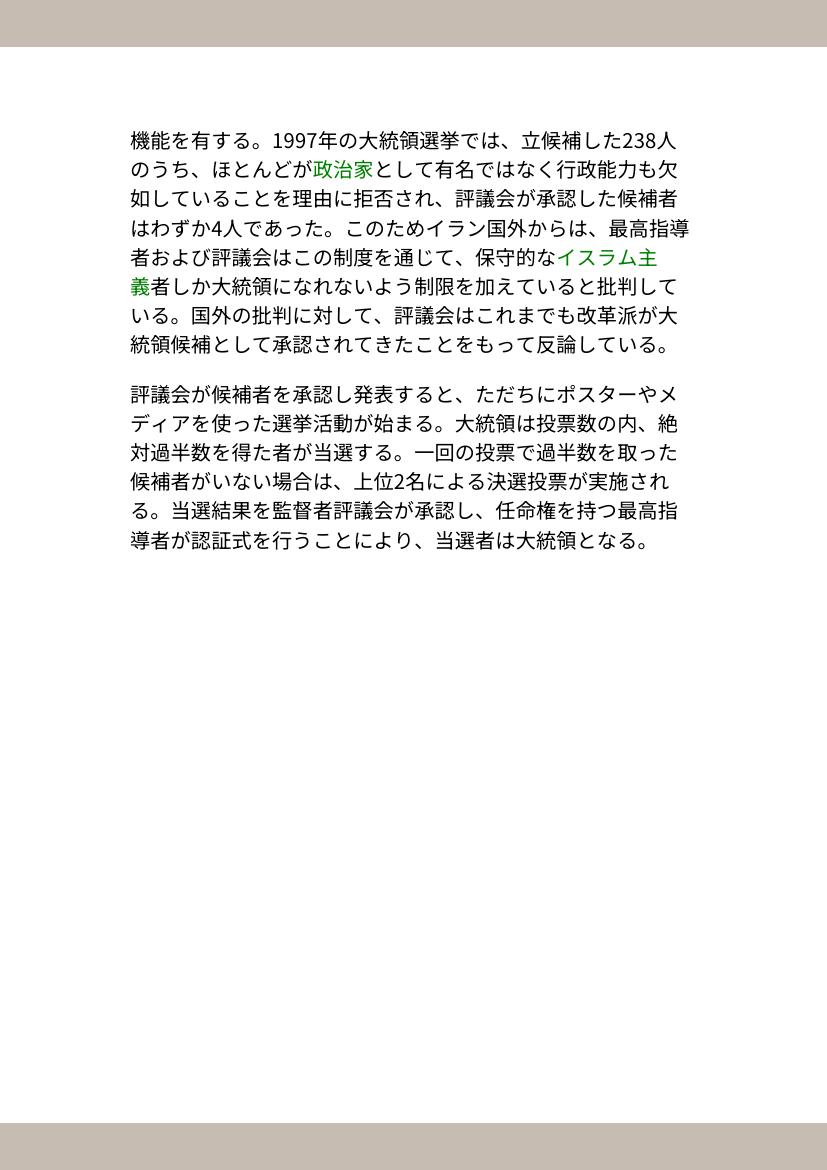 機能を有する。1997年の大統領選挙では、立候補した238人
のうち、ほとんどが政治家として有名ではなく行政能力も欠
如していることを理由に拒否され、評議会が承認した候補者
はわずか4人であった。このためイラン国外からは、最高指導
者および評議会はこの制度を通じて、保守的なイスラム主
義者しか大統領になれないよう制限を加えていると批判して
いる。国外の批判に対して、評議会はこれまでも改革派が大
統領候補として承認されてきたことをもって反論している。
評議会が候補者を承認し発表すると、ただちにポスターやメ
ディアを使った選挙活動が始まる。大統領は投票数の内、絶
対過半数を得た者が当選する。一回の投票で過半数を取った
候補者がいない場合は、上位2名による決選投票が実施され
る。当選結果を監督者評議会が承認し、任命権を持つ最高指
導者が認証式を行うことにより、当選者は大統領となる。